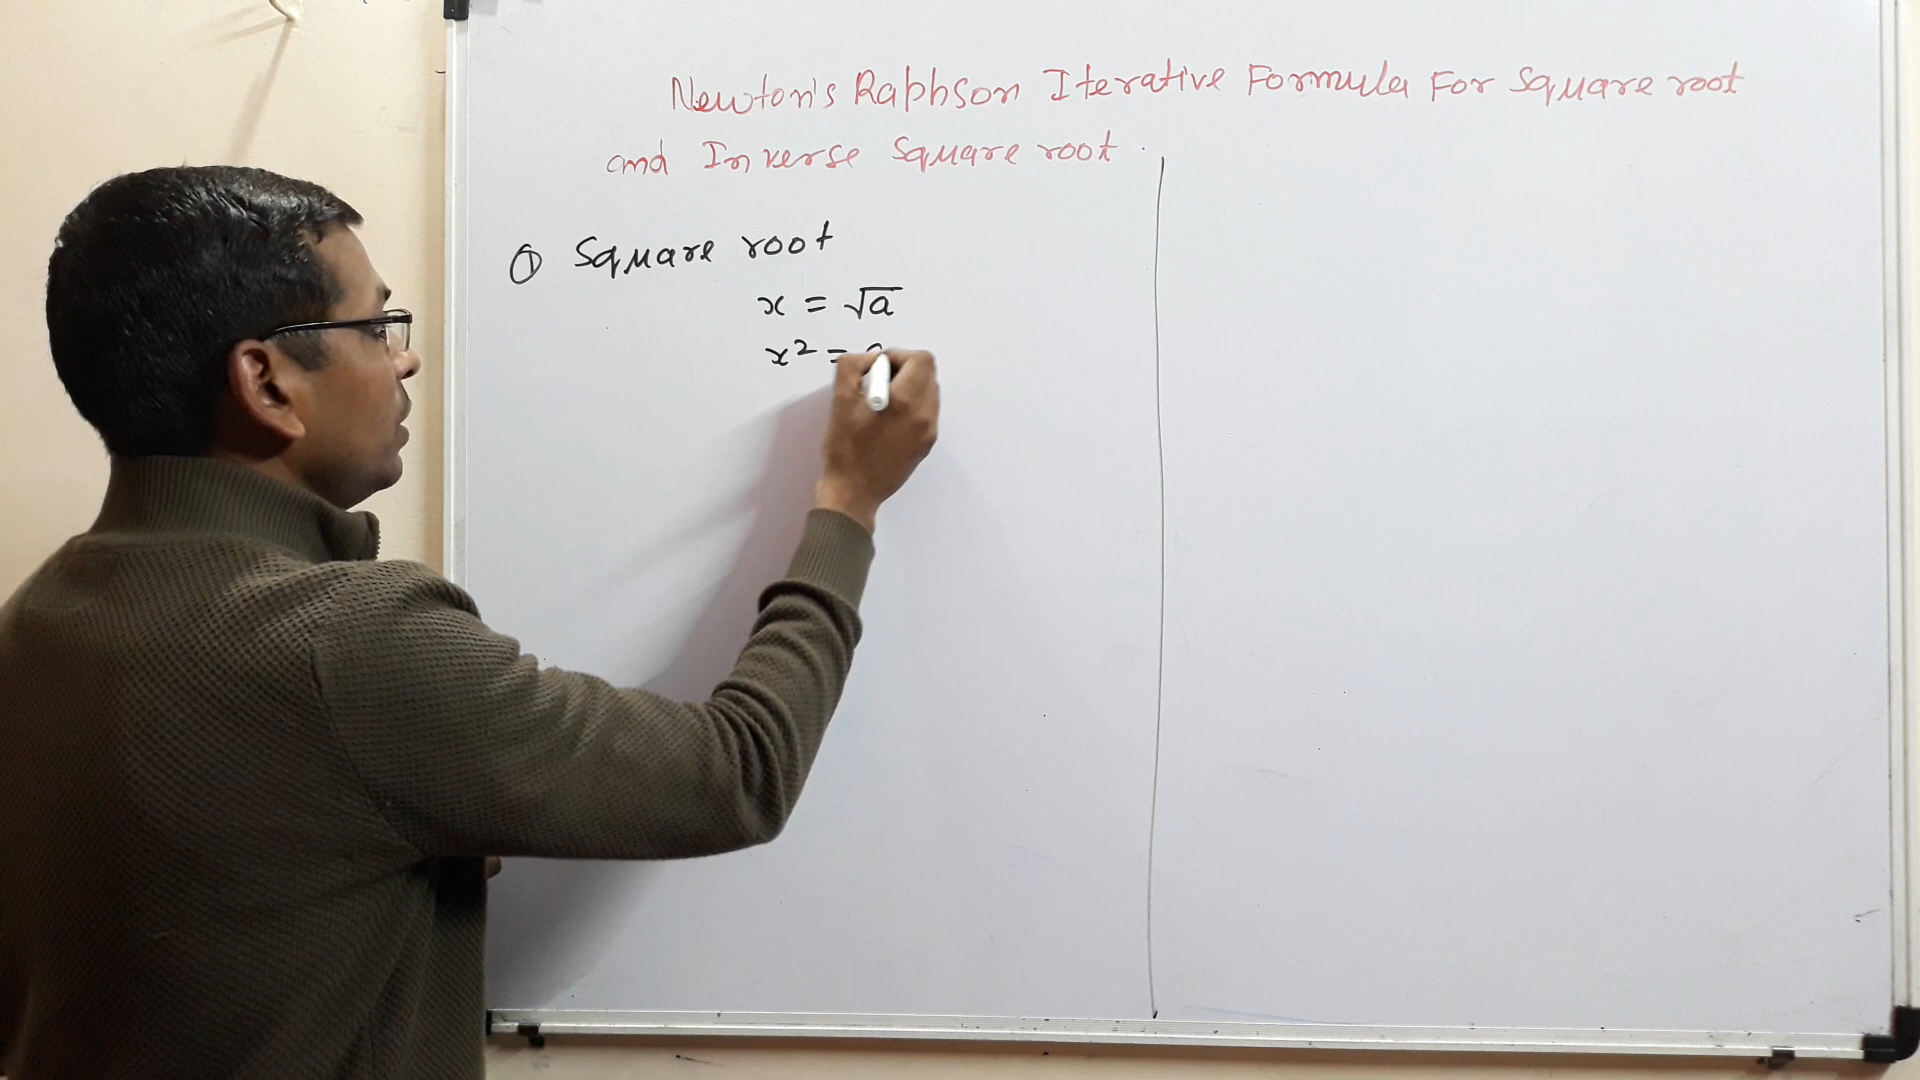 Newton's Raphson Iterative Formula For Square root
and Inverse Square root .
① Square root
x = √a
x² =